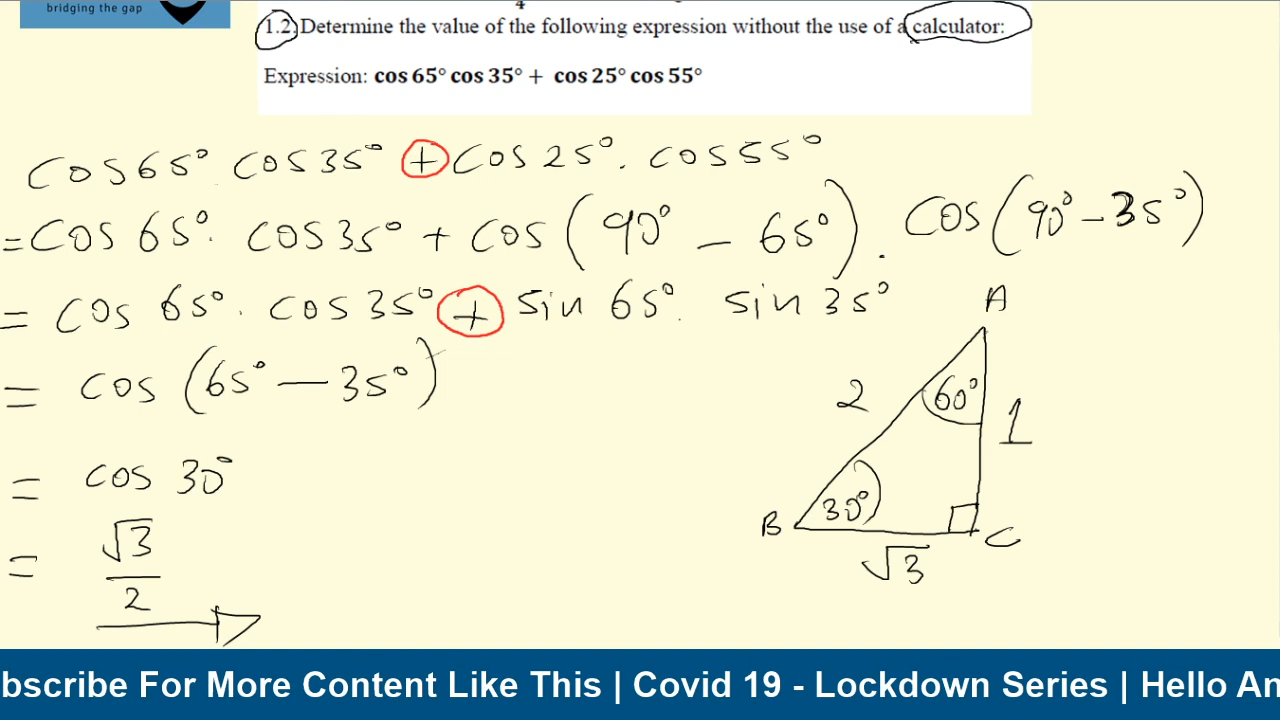 bridging the gap
4
1.2. Determine the value of the following expression without the use of a calculator:
Expression: cos 65° cos 35° + cos 25° cos 55°
cos 65° cos 35° + cos 25° . cos 55°
= cos 65° . cos 35° + cos (90° – 65°) . cos (90° – 35°)
= cos 65° . cos 35° + sin 65° . sin 35°
= cos (65° – 35°)
= cos 30°
= √3/2
A
60°
2
1
30°
B
C
√3
bscribe For More Content Like This | Covid 19 - Lockdown Series | Hello An